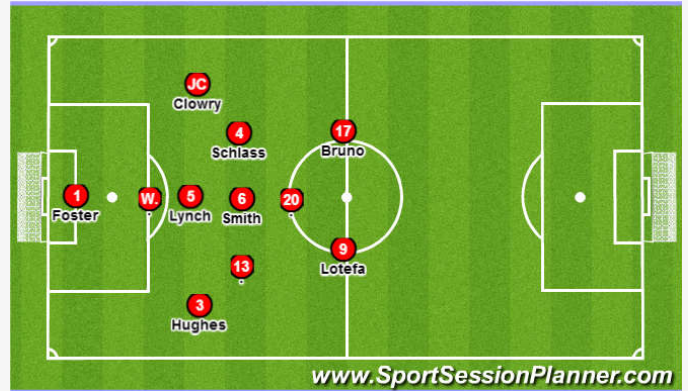 JC
Clowry
4
Schlass
17
Bruno
1
Foster
W.
5
Lynch
6
Smith
20
9
Lotefa
13
3
Hughes
www.SportSessionPlanner.com